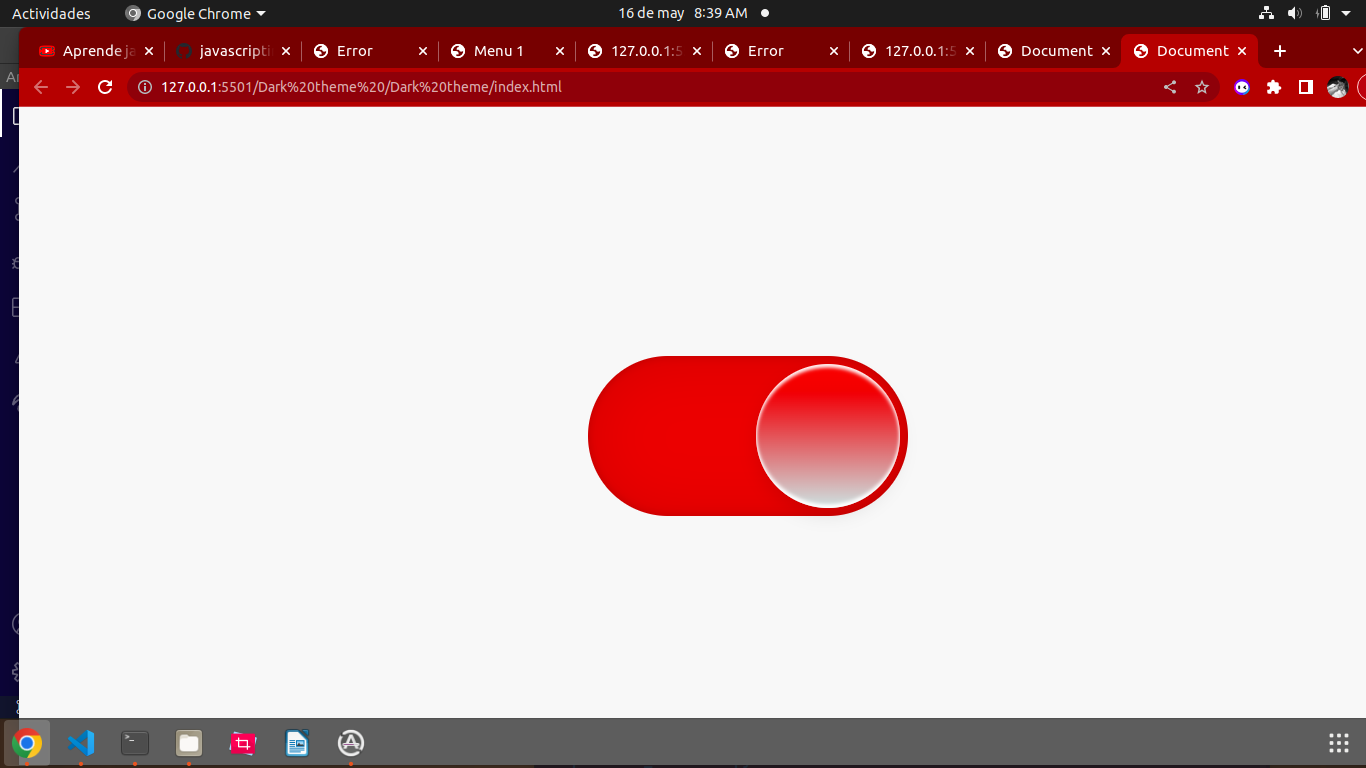 Actividades Google Chrome 16 de may 8:39 AM
Aprende ja javascripti Error Menu 1 127.0.0.1:5 Error 127.0.0.1:5 Document Document
127.0.0.1:5501/Dark%20theme%20/Dark%20theme/index.html